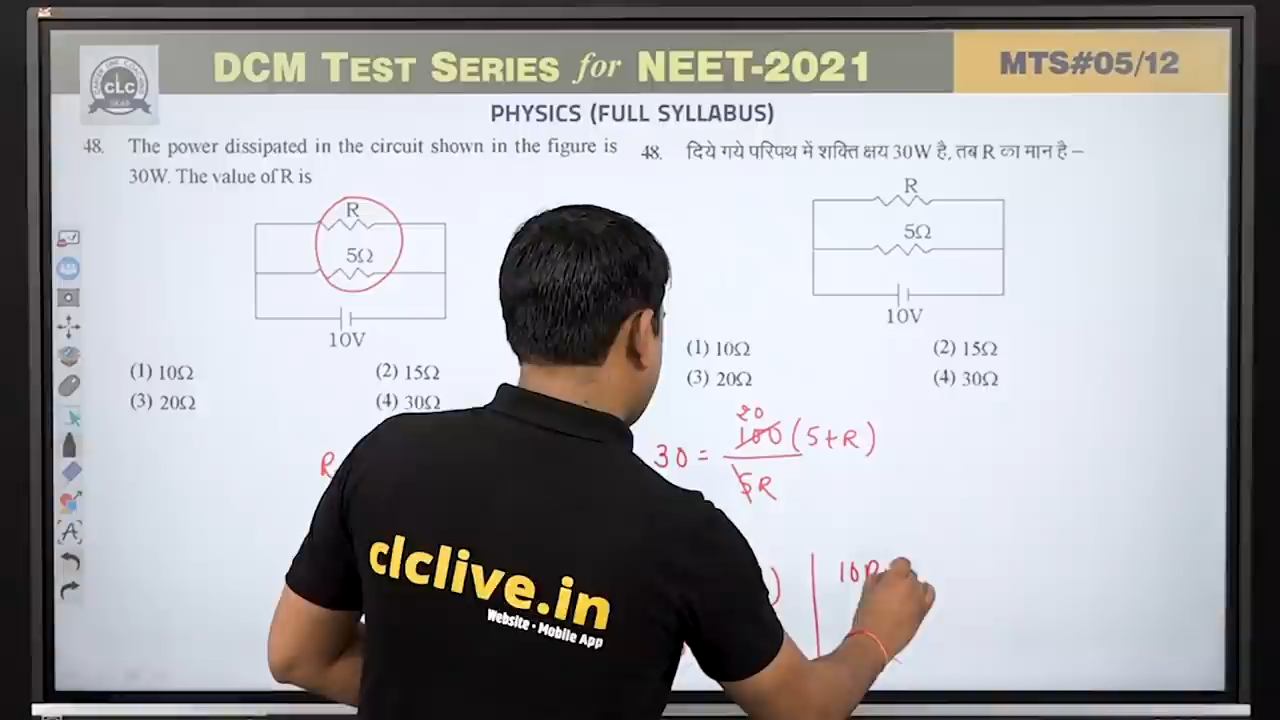 DCM TEST SERIES for NEET-2021
MTS#05/12
CLC
PHYSICS (FULL SYLLABUS)
48. The power dissipated in the circuit shown in the figure is
30W. The value of R is
R
5Ω
10V
(1) 10Ω (2) 15Ω
(3) 20Ω (4) 30Ω
48. दिये गये परिपथ में शक्ति क्षय 30W है, तब R का मान है –
R
5Ω
10V
(1) 10Ω (2) 15Ω
(3) 20Ω (4) 30Ω
R
20
30 = 100 (5+R)
5R
)
10R
clclive.in
Website • Mobile App